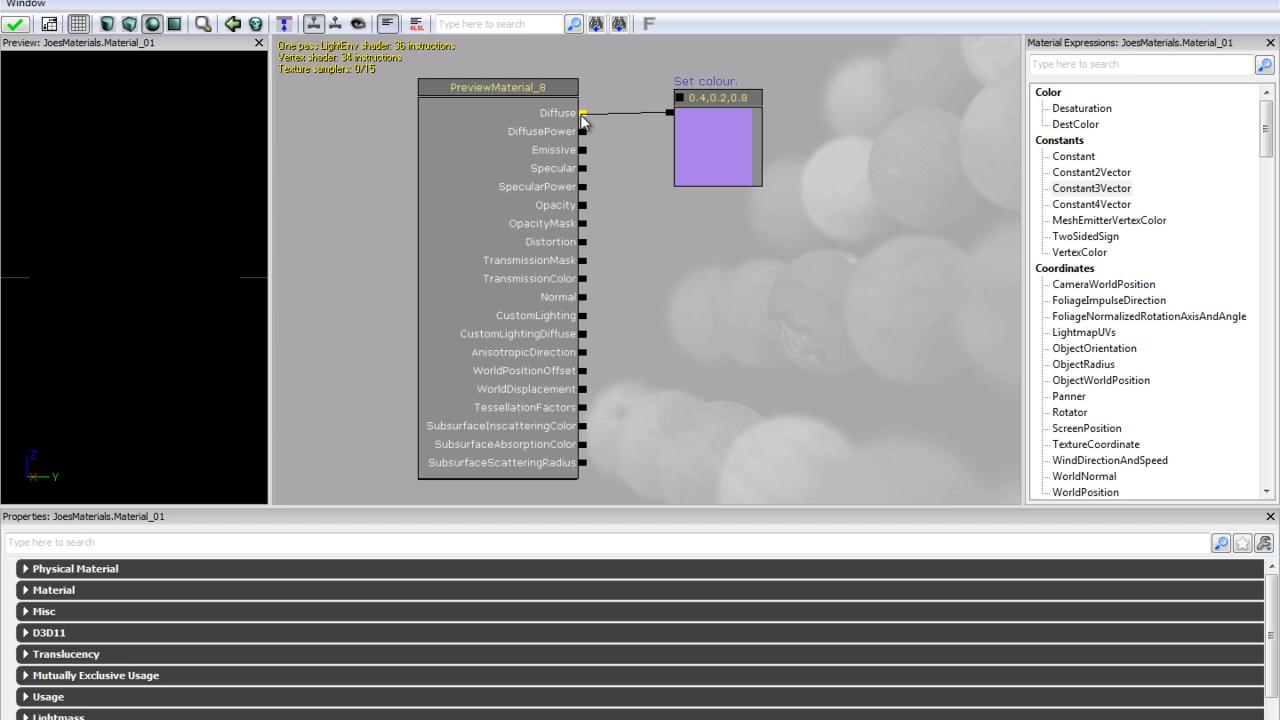 Window
HLSL
Type here to search
F
Preview: JoesMaterials.Material_01
Z
X
Y
One pass LightEnv shader: 36 instructions
Vertex shader: 34 instructions
Texture samplers: 0/15
PreviewMaterial_8
Diffuse
DiffusePower
Emissive
Specular
SpecularPower
Opacity
OpacityMask
Distortion
TransmissionMask
TransmissionColor
Normal
CustomLighting
CustomLightingDiffuse
AnisotropicDirection
WorldPositionOffset
WorldDisplacement
TessellationFactors
SubsurfaceInscatteringColor
SubsurfaceAbsorptionColor
SubsurfaceScatteringRadius
Set colour.
0.4,0.2,0.8
Material Expressions: JoesMaterials.Material_01
Type here to search
Color
Desaturation
DestColor
Constants
Constant
Constant2Vector
Constant3Vector
Constant4Vector
MeshEmitterVertexColor
TwoSidedSign
VertexColor
Coordinates
CameraWorldPosition
FoliageImpulseDirection
FoliageNormalizedRotationAxisAndAngle
LightmapUVs
ObjectOrientation
ObjectRadius
ObjectWorldPosition
Panner
Rotator
ScreenPosition
TextureCoordinate
WindDirectionAndSpeed
WorldNormal
WorldPosition
Properties: JoesMaterials.Material_01
Type here to search
Physical Material
Material
Misc
D3D11
Translucency
Mutually Exclusive Usage
Usage
Lightmass